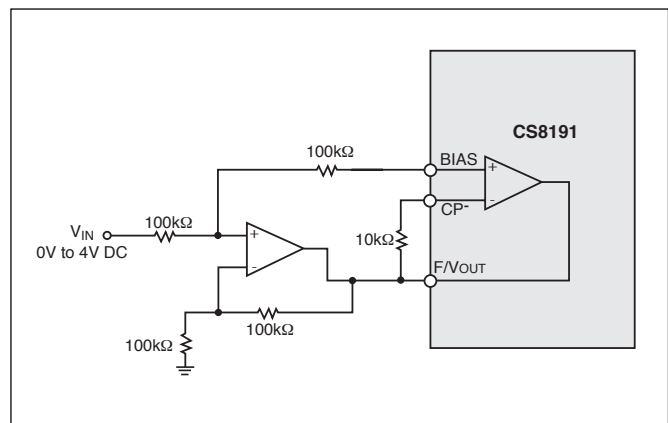 CS8191
100kΩ
BIAS
+
-
CP-
VIN
0V to 4V DC
100kΩ
+
-
10kΩ
F/VOUT
100kΩ
100kΩ